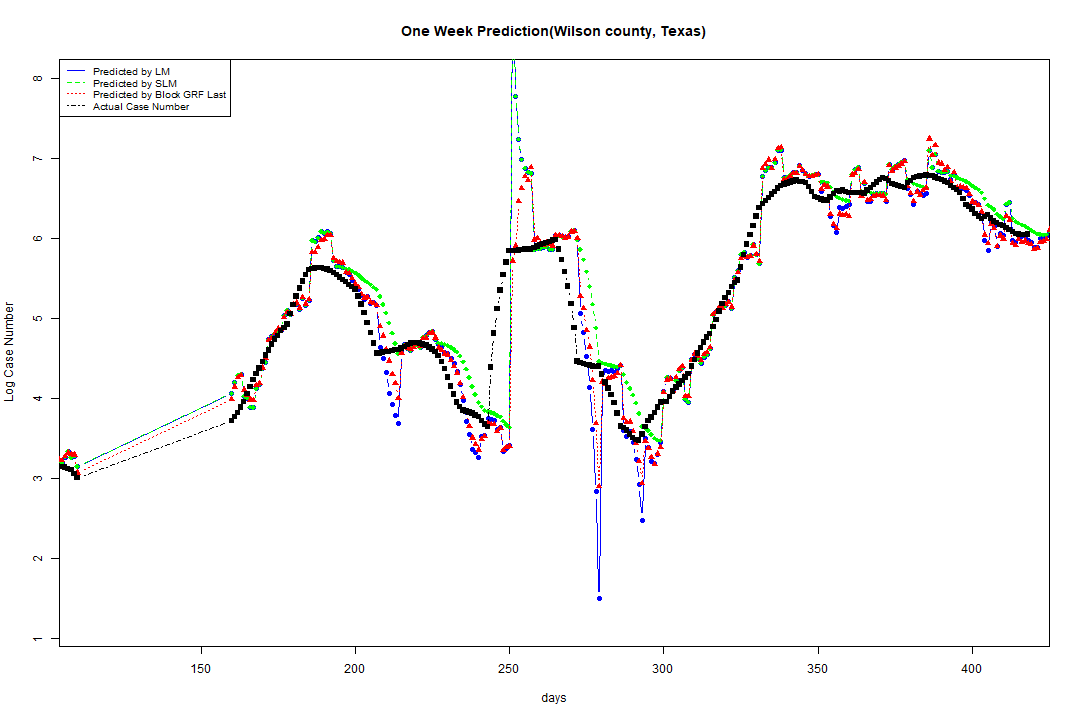 One Week Prediction(Wilson county, Texas)
Predicted by LM
Predicted by SLM
Predicted by Block GRF Last
Actual Case Number
8
7
6
5
4
3
2
1
Log Case Number
150 200 250 300 350 400
days